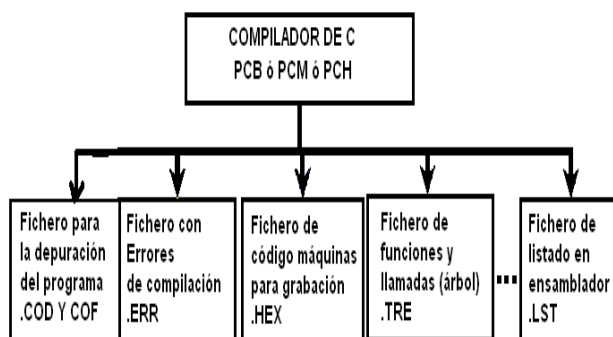 COMPILADOR DE C
PCB ó PCM ó PCH
Fichero para
la depuración
del programa
.COD Y COF
Fichero con
Errores
de compilación
.ERR
Fichero de
código máquinas
para grabación
.HEX
Fichero de
funciones y
llamadas (árbol)
.TRE
Fichero de
listado en
ensamblador
.LST